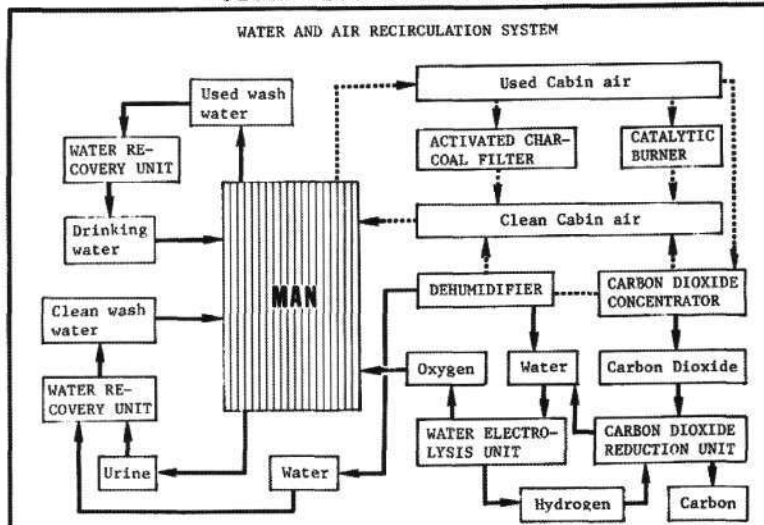 WATER AND AIR RECIRCULATION SYSTEM
Used wash
water
Used Cabin air
WATER RE-
COVERY UNIT
ACTIVATED CHAR-
COAL FILTER
CATALYTIC
BURNER
Drinking
water
Clean Cabin air
MAN
DEHUMIDIFIER
CARBON DIOXIDE
CONCENTRATOR
Clean wash
water
Oxygen
Water
Carbon Dioxide
WATER RE-
COVERY UNIT
WATER ELECTRO-
LYSIS UNIT
CARBON DIOXIDE
REDUCTION UNIT
Urine
Water
Hydrogen
Carbon